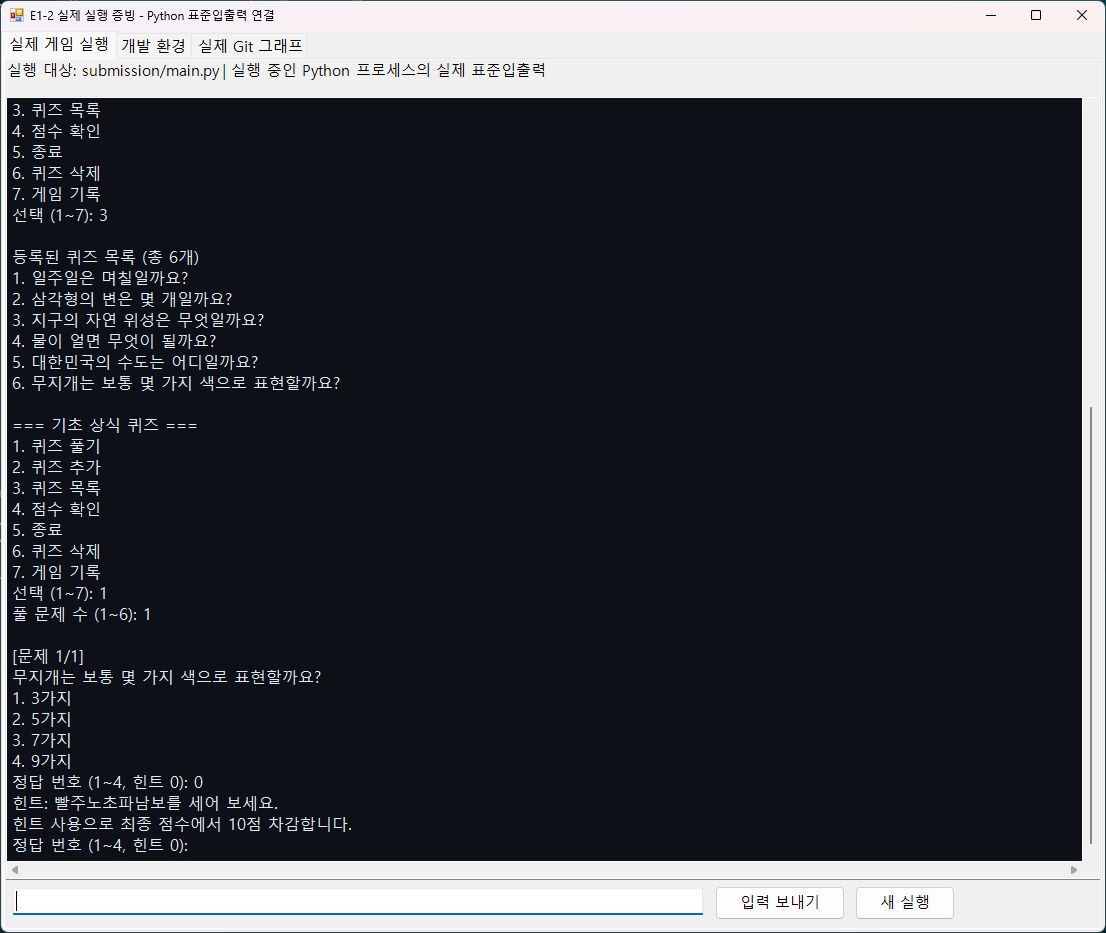 E1-2 실제 실행 증빙 - Python 표준입출력 연결
실제 게임 실행 개발 환경 실제 Git 그래프
실행 대상: submission/main.py | 실행 중인 Python 프로세스의 실제 표준입출력
3. 퀴즈 목록
4. 점수 확인
5. 종료
6. 퀴즈 삭제
7. 게임 기록
선택 (1~7): 3
등록된 퀴즈 목록 (총 6개)
1. 일주일은 며칠일까요?
2. 삼각형의 변은 몇 개일까요?
3. 지구의 자연 위성은 무엇일까요?
4. 물이 얼면 무엇이 될까요?
5. 대한민국의 수도는 어디일까요?
6. 무지개는 보통 몇 가지 색으로 표현할까요?
=== 기초 상식 퀴즈 ===
1. 퀴즈 풀기
2. 퀴즈 추가
3. 퀴즈 목록
4. 점수 확인
5. 종료
6. 퀴즈 삭제
7. 게임 기록
선택 (1~7): 1
풀 문제 수 (1~6): 1
[문제 1/1]
무지개는 보통 몇 가지 색으로 표현할까요?
1. 3가지
2. 5가지
3. 7가지
4. 9가지
정답 번호 (1~4, 힌트 0): 0
힌트: 빨주노초파남보를 세어 보세요.
힌트 사용으로 최종 점수에서 10점 차감합니다.
정답 번호 (1~4, 힌트 0):
입력 보내기 새 실행